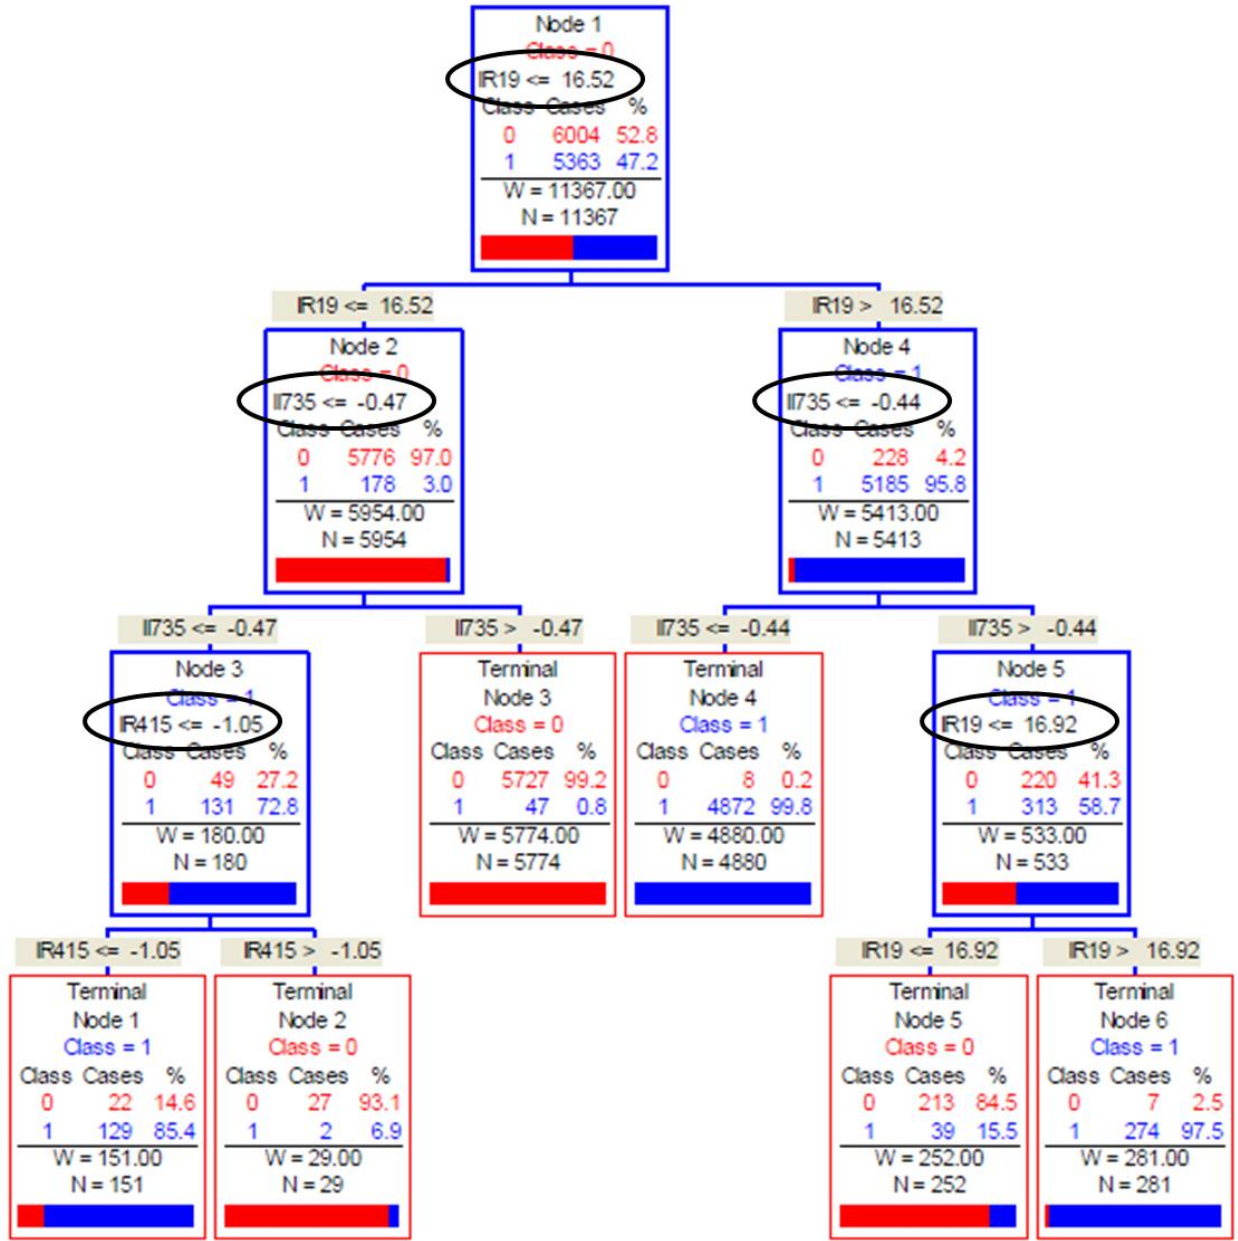 Node 1
Class = 0
IR19 <= 16.52
Class Cases %
0 6004 52.8
1 5363 47.2
W = 11367.00
N = 11367
IR19 <= 16.52
IR19 > 16.52
Node 2
Class = 0
II735 <= -0.47
Class Cases %
0 5776 97.0
1 178 3.0
W = 5954.00
N = 5954
Node 4
Class = 1
II735 <= -0.44
Class Cases %
0 228 4.2
1 5185 95.8
W = 5413.00
N = 5413
II735 <= -0.47
II735 > -0.47
II735 <= -0.44
II735 > -0.44
Node 3
Class = 1
IR415 <= -1.05
Class Cases %
0 49 27.2
1 131 72.8
W = 180.00
N = 180
Terminal
Node 3
Class = 0
Class Cases %
0 5727 99.2
1 47 0.8
W = 5774.00
N = 5774
Terminal
Node 4
Class = 1
Class Cases %
0 8 0.2
1 4872 99.8
W = 4880.00
N = 4880
Node 5
Class = 1
IR19 <= 16.92
Class Cases %
0 220 41.3
1 313 58.7
W = 533.00
N = 533
IR415 <= -1.05
IR415 > -1.05
IR19 <= 16.92
IR19 > 16.92
Terminal
Node 1
Class = 1
Class Cases %
0 22 14.6
1 129 85.4
W = 151.00
N = 151
Terminal
Node 2
Class = 0
Class Cases %
0 27 93.1
1 2 6.9
W = 29.00
N = 29
Terminal
Node 5
Class = 0
Class Cases %
0 213 84.5
1 39 15.5
W = 252.00
N = 252
Terminal
Node 6
Class = 1
Class Cases %
0 7 2.5
1 274 97.5
W = 281.00
N = 281